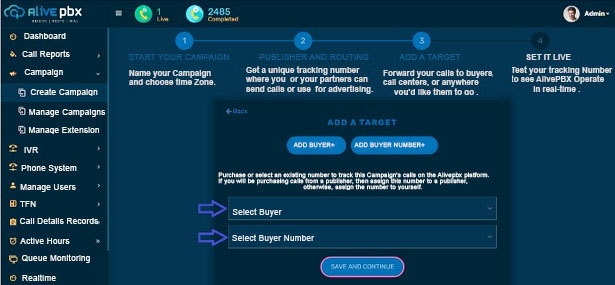 ALIVE pbx
1
Live
2485
Completed
Admin
Dashboard
Call Reports
Campaign
Create Campaign
Manage Campaigns
Manage Extension
IVR
Phone System
Manage Users
TFN
Call Details Records
Active Hours
Queue Monitoring
Realtime
1
2
3
4
START YOUR CAMPAIGN
Name your Campaign
and choose time Zone.
PUBLISHER AND ROUTING
Get a unique tracking number
where you or your partners can
send calls or use for advertising.
ADD A TARGET
Forward your calls to buyers,
call centers, or anywhere
you'd like them to go .
SET IT LIVE
Test your tracking Number
to see AlivePBX Operate
in real-time .
Back
ADD A TARGET
ADD BUYER+
ADD BUYER NUMBER+
Purchase or select an existing number to track this Campaign's calls on the Alivepbx platform.
If you will be purchasing calls from a publisher, then assign this number to a publisher,
otherwise, assign the number to yourself.
Select Buyer
Select Buyer Number
SAVE AND CONTINUE